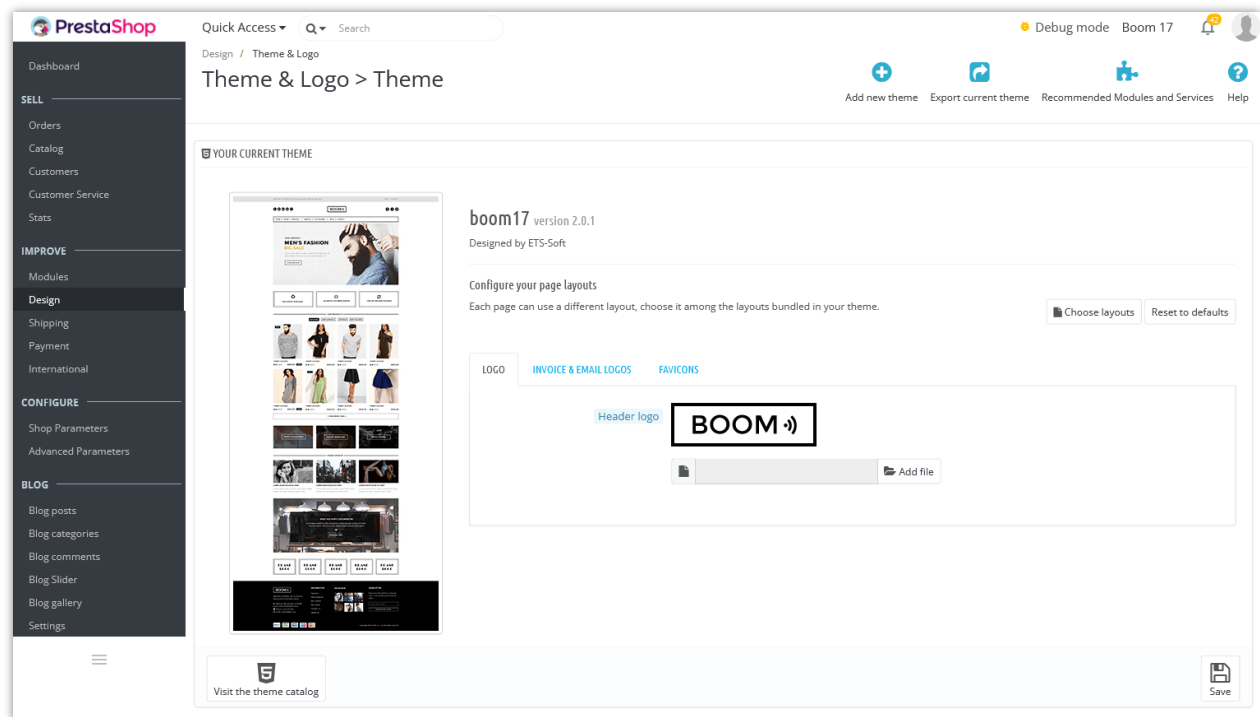 PrestaShop
Quick Access
Search
Debug mode
Boom 17
42
Dashboard
SELL
Orders
Catalog
Customers
Customer Service
Stats
IMPROVE
Modules
Design
Shipping
Payment
International
CONFIGURE
Shop Parameters
Advanced Parameters
BLOG
Blog posts
Blog categories
Blog comments
Blog Slider
Blog gallery
Settings
Design / Theme & Logo
Theme & Logo > Theme
Add new theme
Export current theme
Recommended Modules and Services
Help
YOUR CURRENT THEME
BOOM
MEN'S FASHION
BIG SALE
boom17 version 2.0.1
Designed by ETS-Soft
Configure your page layouts
Each page can use a different layout, choose it among the layouts bundled in your theme.
Choose layouts
Reset to defaults
LOGO
INVOICE & EMAIL LOGOS
FAVICONS
Header logo
BOOM
Add file
Visit the theme catalog
Save